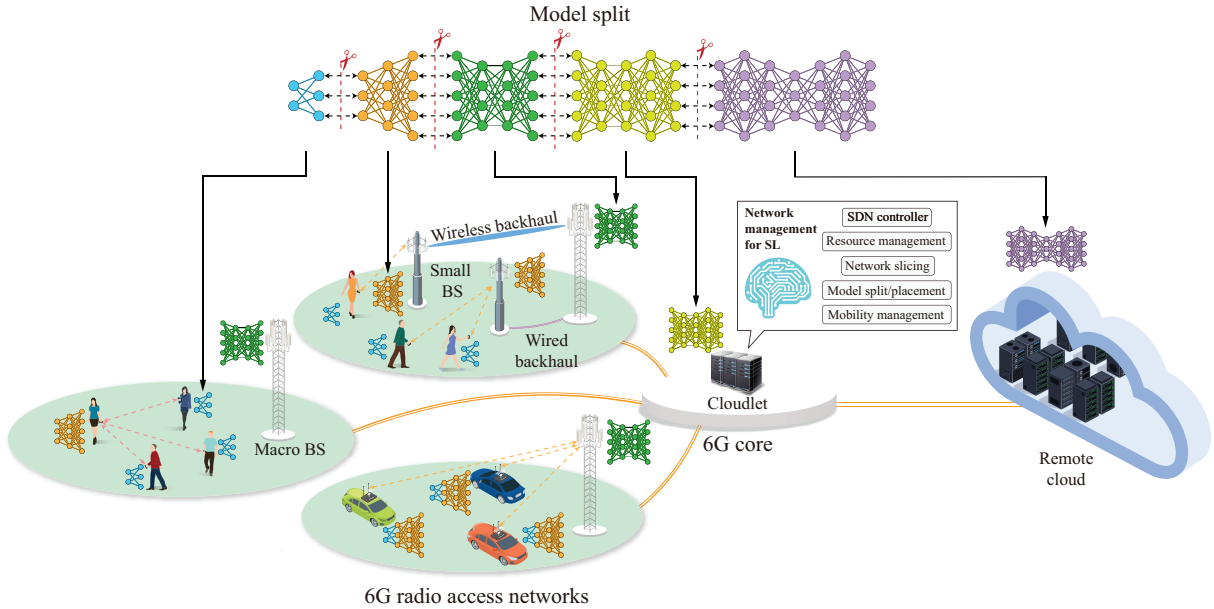 Model split
Wireless backhaul
Small
BS
Wired
backhaul
Macro BS
Network
management
for SL
SDN controller
Resource management
Network slicing
Model split/placement
Mobility management
Cloudlet
6G core
Remote
cloud
6G radio access networks